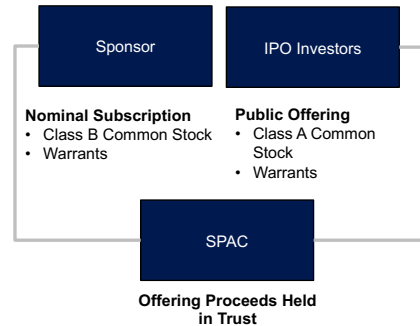 Sponsor
IPO Investors
Nominal Subscription
• Class B Common Stock
• Warrants
Public Offering
• Class A Common
Stock
• Warrants
SPAC
Offering Proceeds Held
in Trust